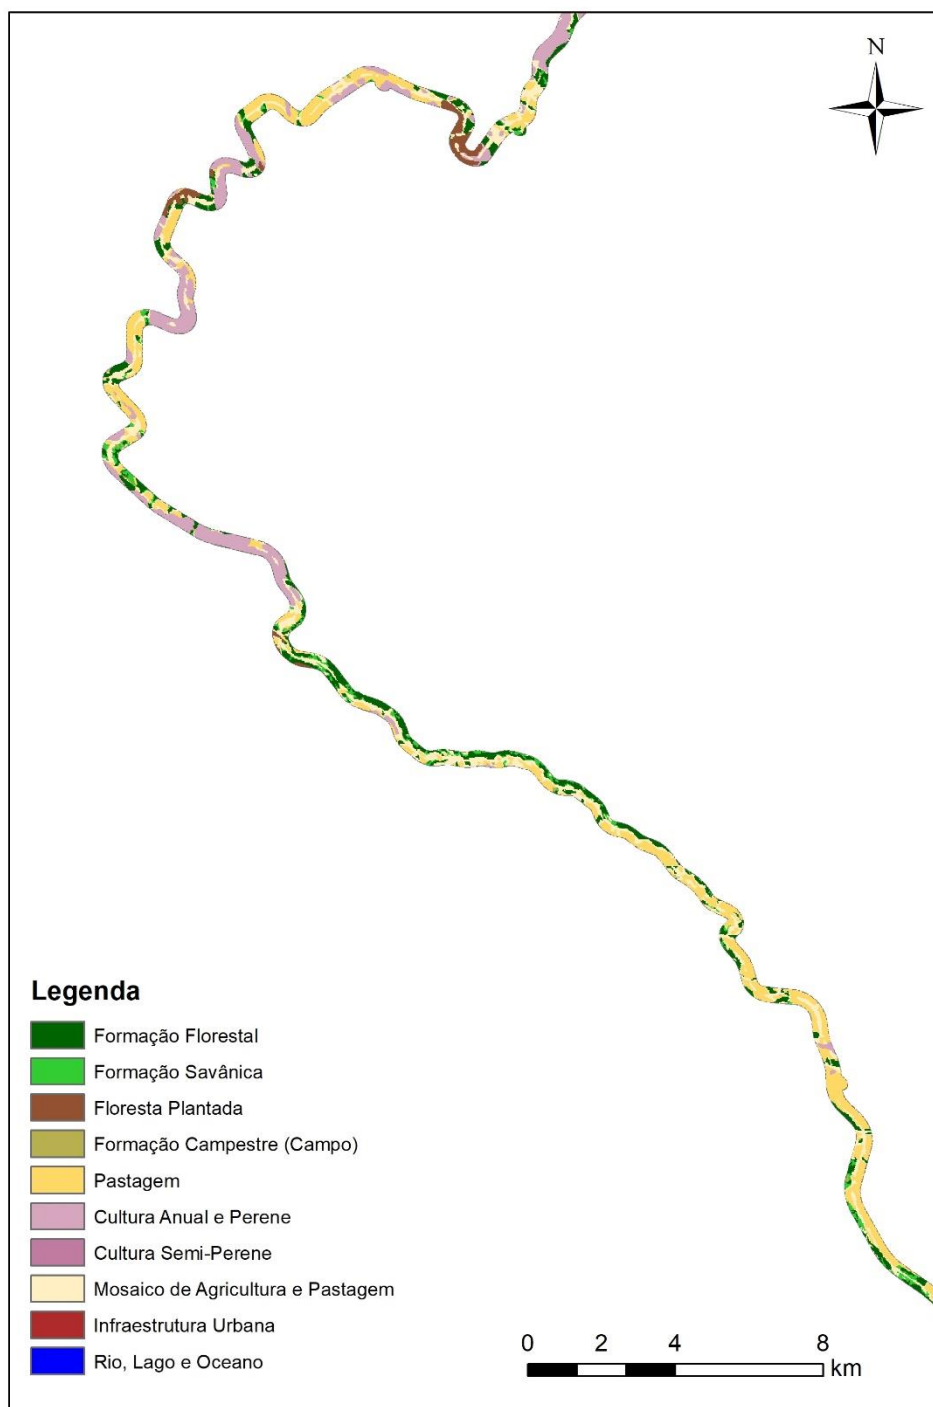 N
Legenda
Formação Florestal
Formação Savânica
Floresta Plantada
Formação Campestre (Campo)
Pastagem
Cultura Anual e Perene
Cultura Semi-Perene
Mosaico de Agricultura e Pastagem
Infraestrutura Urbana
Rio, Lago e Oceano
0 2 4 8
km